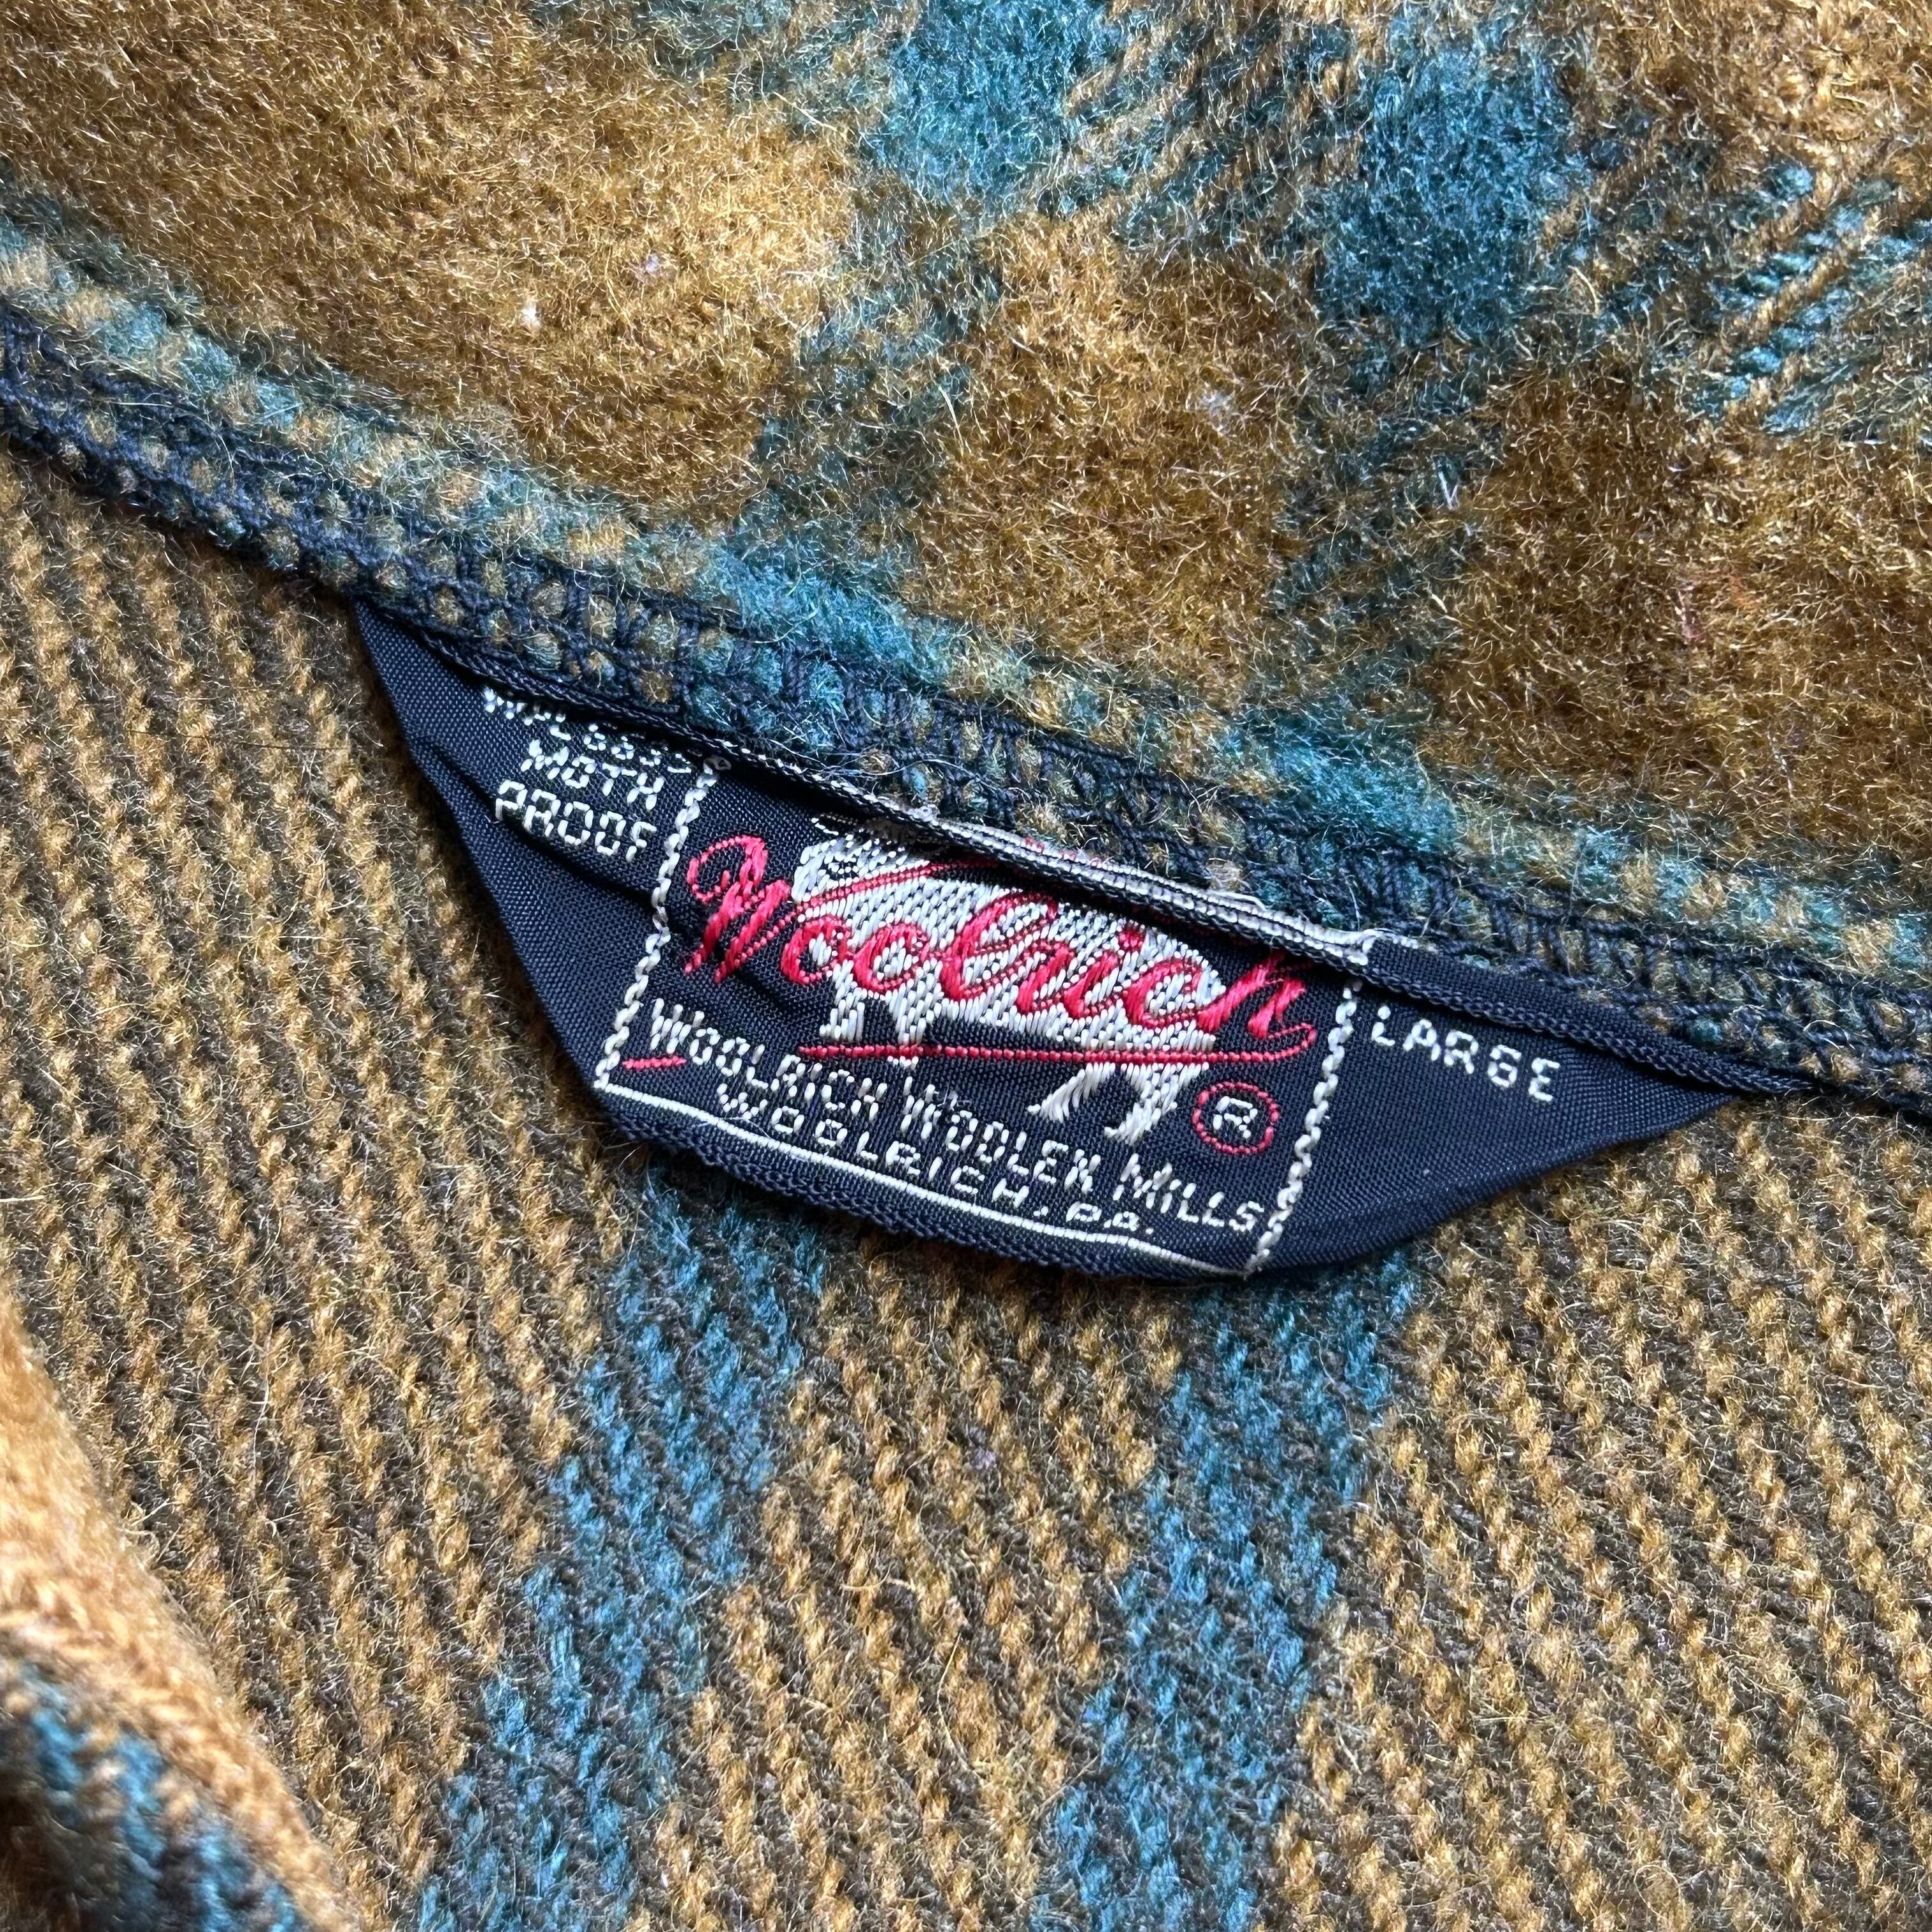 MOTH
PROOF
Woolrich
WOOLRICH WOOLEN MILLS
WOOLRICH, PA.
®
LARGE